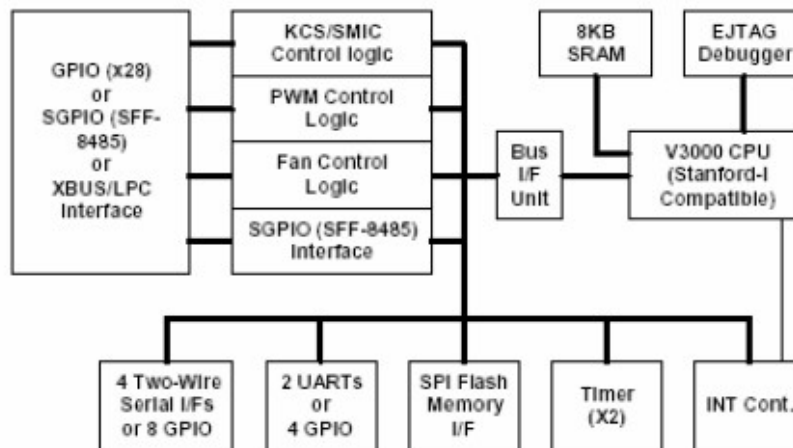 GPIO (x28)
or
SGPIO (SFF-
8485)
or
XBUS/LPC
Interface
KCS/SMIC
Control logic
PWM Control
Logic
Fan Control
Logic
SGPIO (SFF-8485)
Interface
8KB
SRAM
EJTAG
Debugger
Bus
I/F
Unit
V3000 CPU
(Stanford-I
Compatible)
4 Two-Wire
Serial I/Fs
or 8 GPIO
2 UARTs
or
4 GPIO
SPI Flash
Memory
I/F
Timer
(X2)
INT Cont.